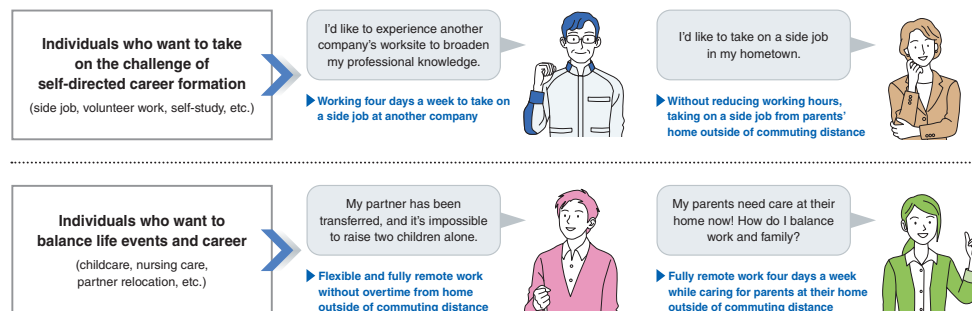 Individuals who want to take
on the challenge of
self-directed career formation
(side job, volunteer work, self-study, etc.)
I'd like to experience another
company's worksite to broaden
my professional knowledge.
Working four days a week to take on
a side job at another company
I'd like to take on a side job
in my hometown.
Without reducing working hours,
taking on a side job from parents'
home outside of commuting distance
Individuals who want to
balance life events and career
(childcare, nursing care,
partner relocation, etc.)
My partner has been
transferred, and it's impossible
to raise two children alone.
Flexible and fully remote work
without overtime from home
outside of commuting distance
My parents need care at their
home now! How do I balance
work and family?
Fully remote work four days a week
while caring for parents at their home
outside of commuting distance